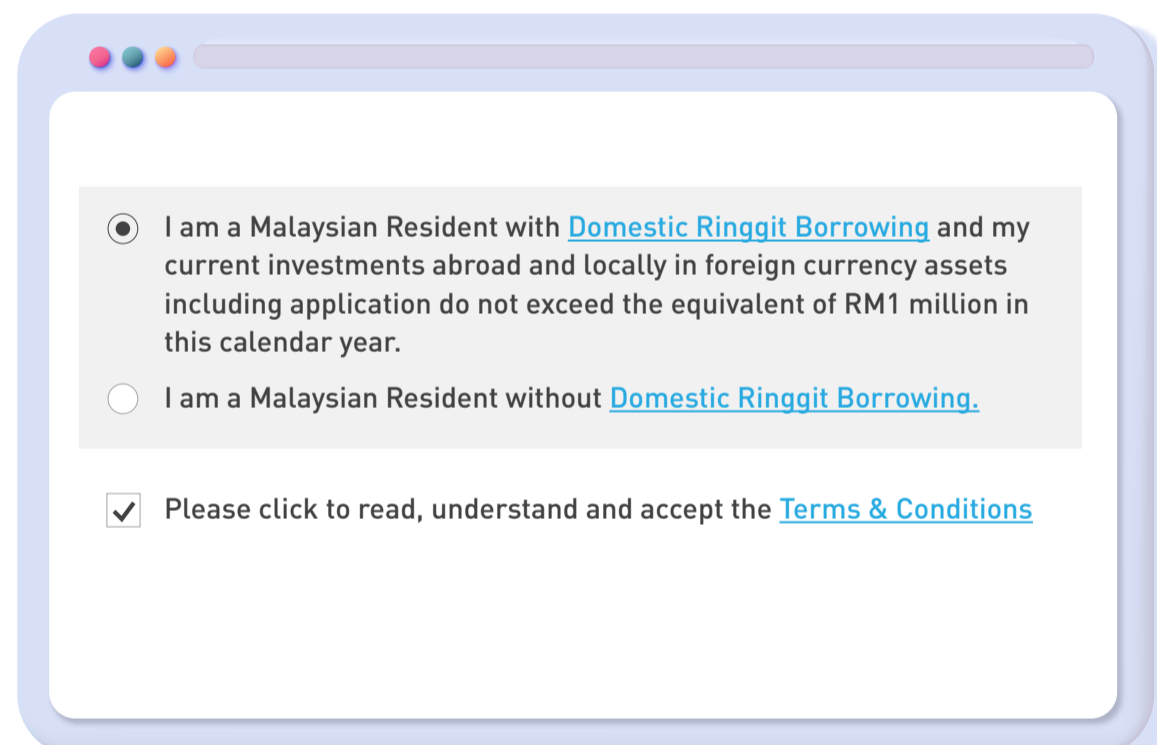 I am a Malaysian Resident with Domestic Ringgit Borrowing and my
current investments abroad and locally in foreign currency assets
including application do not exceed the equivalent of RM1 million in
this calendar year.
I am a Malaysian Resident without Domestic Ringgit Borrowing.
Please click to read, understand and accept the Terms & Conditions